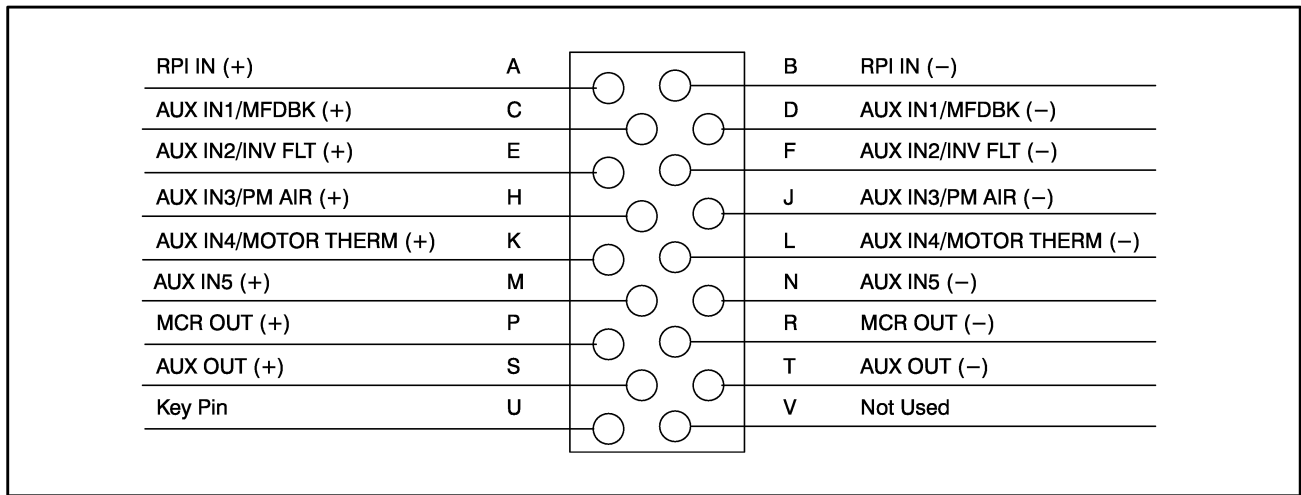 RPI IN (+) A B RPI IN (−)
AUX IN1/MFDBK (+) C D AUX IN1/MFDBK (−)
AUX IN2/INV FLT (+) E F AUX IN2/INV FLT (−)
AUX IN3/PM AIR (+) H J AUX IN3/PM AIR (−)
AUX IN4/MOTOR THERM (+) K L AUX IN4/MOTOR THERM (−)
AUX IN5 (+) M N AUX IN5 (−)
MCR OUT (+) P R MCR OUT (−)
AUX OUT (+) S T AUX OUT (−)
Key Pin U V Not Used